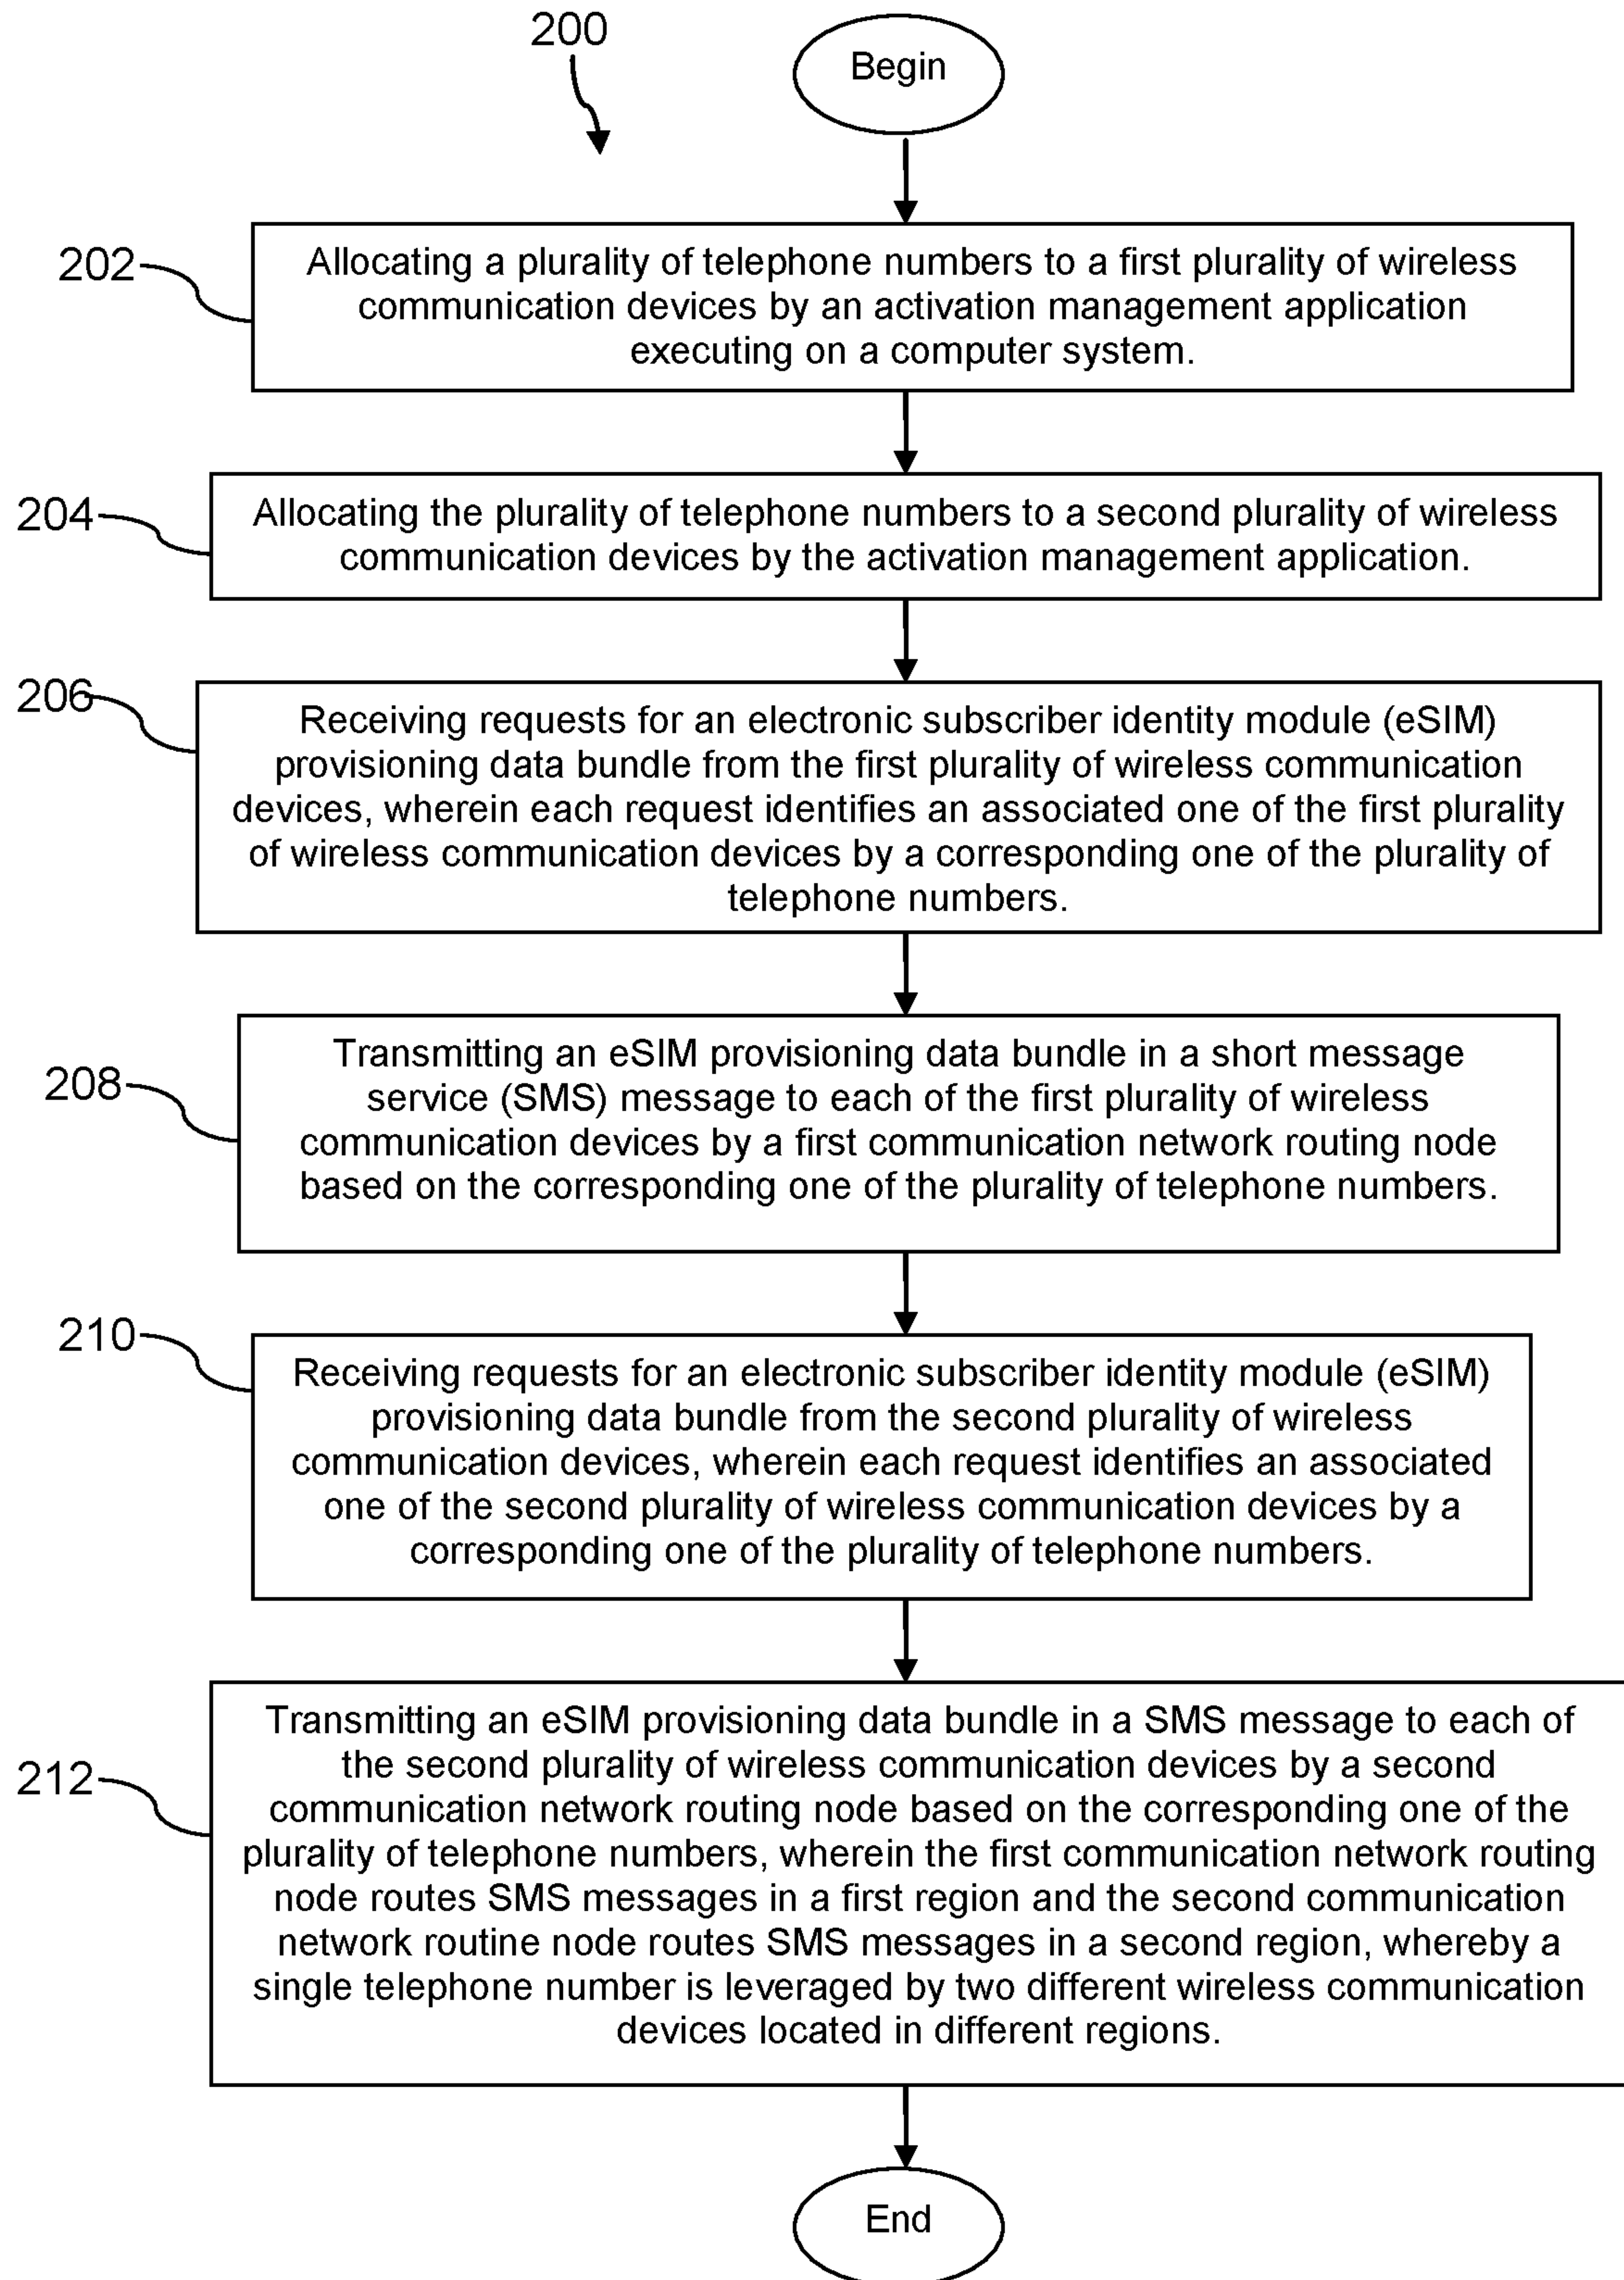 200
Begin
202
Allocating a plurality of telephone numbers to a first plurality of wireless
communication devices by an activation management application
executing on a computer system.
204
Allocating the plurality of telephone numbers to a second plurality of wireless
communication devices by the activation management application.
206
Receiving requests for an electronic subscriber identity module (eSIM)
provisioning data bundle from the first plurality of wireless communication
devices, wherein each request identifies an associated one of the first plurality
of wireless communication devices by a corresponding one of the plurality of
telephone numbers.
208
Transmitting an eSIM provisioning data bundle in a short message
service (SMS) message to each of the first plurality of wireless
communication devices by a first communication network routing node
based on the corresponding one of the plurality of telephone numbers.
210
Receiving requests for an electronic subscriber identity module (eSIM)
provisioning data bundle from the second plurality of wireless
communication devices, wherein each request identifies an associated
one of the second plurality of wireless communication devices by a
corresponding one of the plurality of telephone numbers.
212
Transmitting an eSIM provisioning data bundle in a SMS message to each of
the second plurality of wireless communication devices by a second
communication network routing node based on the corresponding one of the
plurality of telephone numbers, wherein the first communication network routing
node routes SMS messages in a first region and the second communication
network routine node routes SMS messages in a second region, whereby a
single telephone number is leveraged by two different wireless communication
devices located in different regions.
End